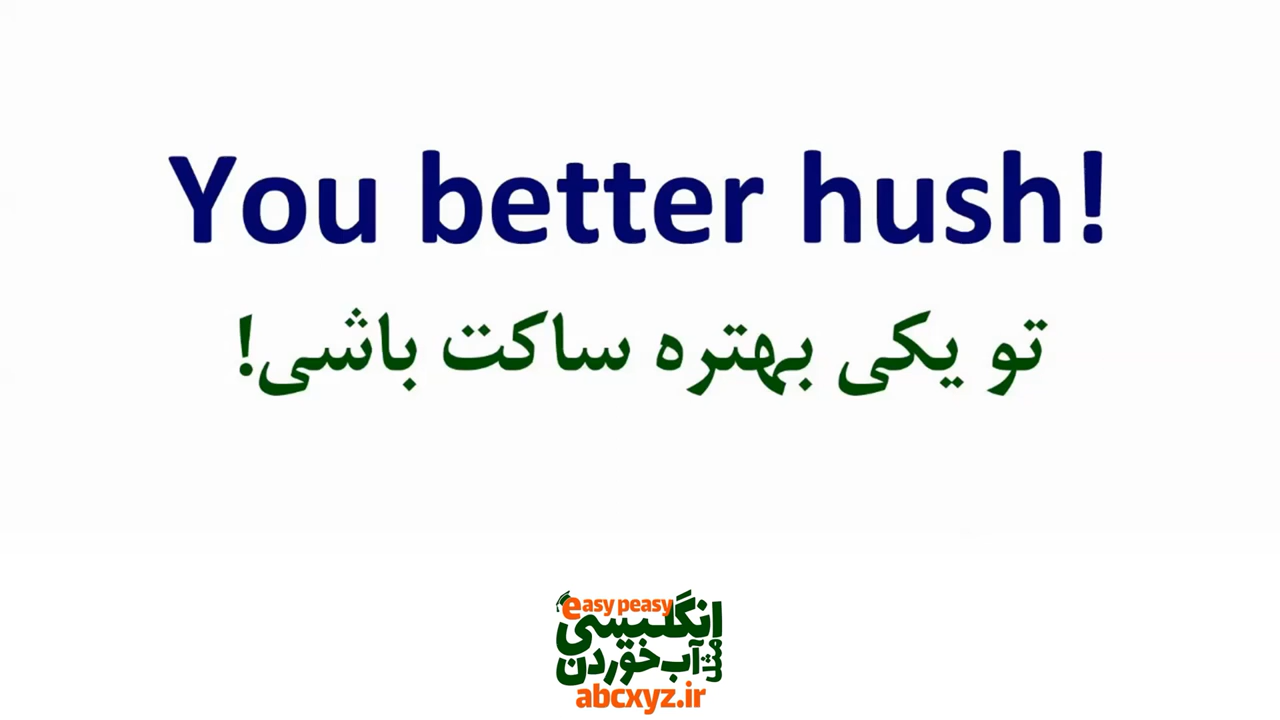 You better hush!
تو یکی بهتره ساکت باشی!
easy peasy
انگلیسی
مثل آب خوردن
abcxyz.ir